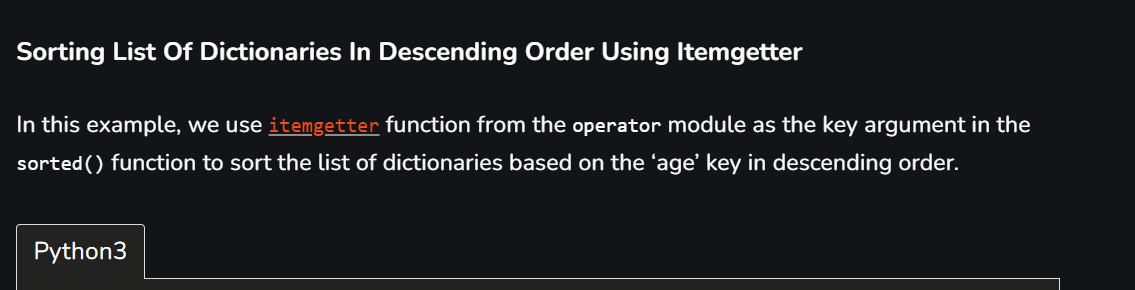 Sorting List Of Dictionaries In Descending Order Using Itemgetter
In this example, we use itemgetter function from the operator module as the key argument in the
sorted() function to sort the list of dictionaries based on the ‘age’ key in descending order.
Python3